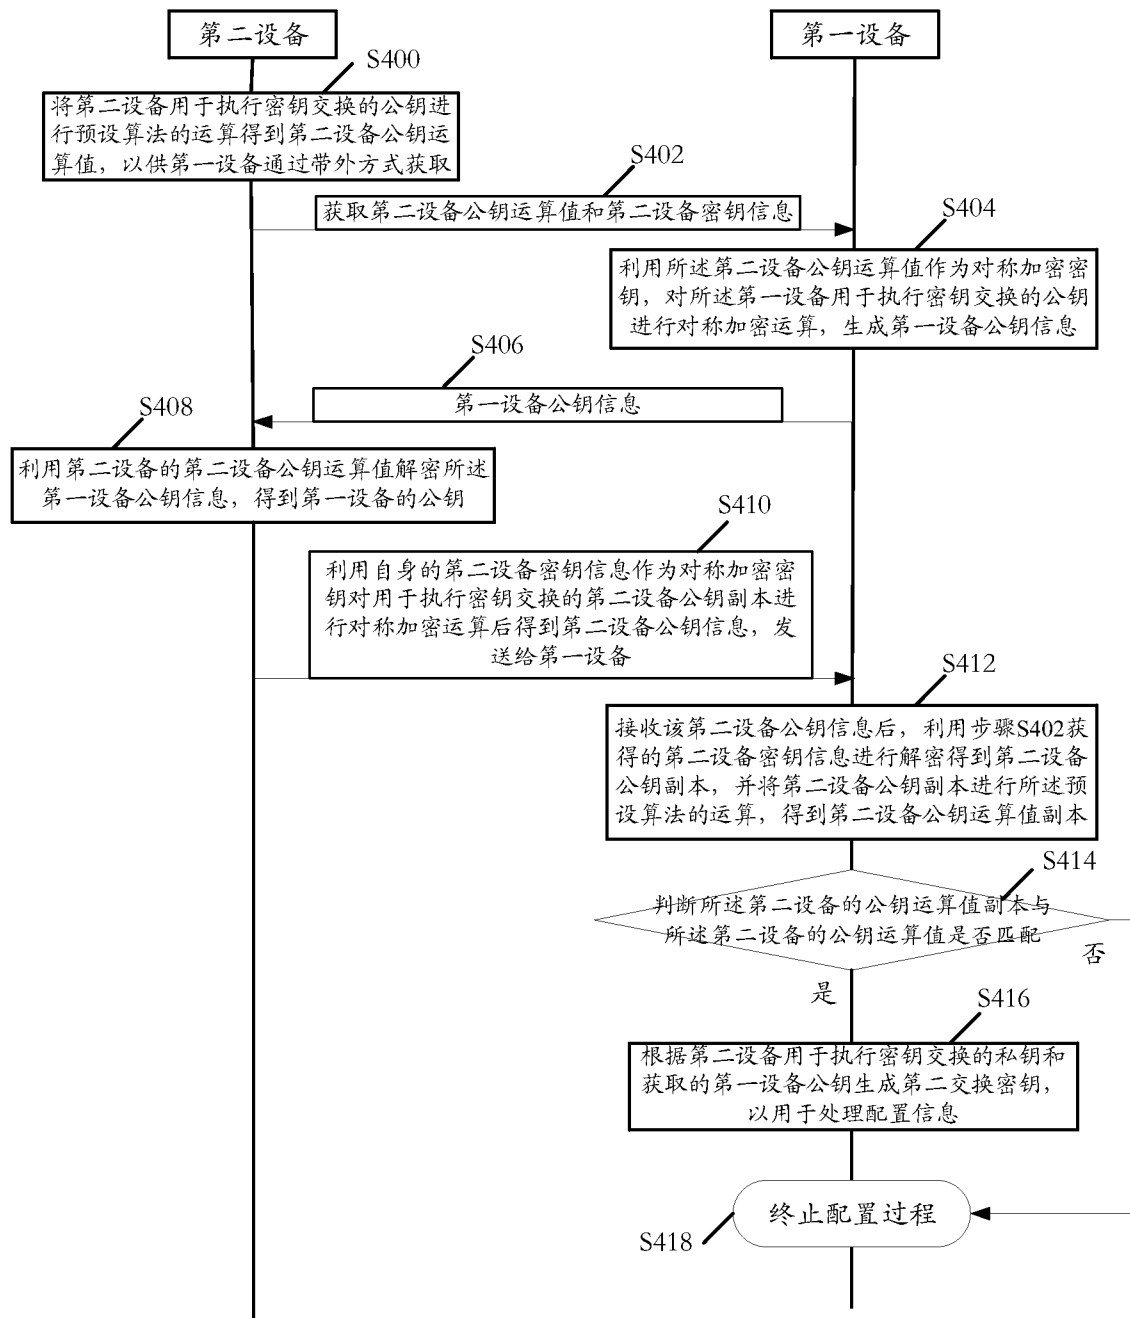 第二设备
第一设备
S400
将第二设备用于执行密钥交换的公钥进
行预设算法的运算得到第二设备公钥运
算值，以供第一设备通过带外方式获取
S402
获取第二设备公钥运算值和第二设备密钥信息
S404
利用所述第二设备公钥运算值作为对称加密密
钥，对所述第一设备用于执行密钥交换的公钥
进行对称加密运算，生成第一设备公钥信息
S406
第一设备公钥信息
S408
利用第二设备的第二设备公钥运算值解密所述
第一设备公钥信息，得到第一设备的公钥
S410
利用自身的第二设备密钥信息作为对称加密密
钥对用于执行密钥交换的第二设备公钥副本进
行对称加密运算后得到第二设备公钥信息，发
送给第一设备
S412
接收该第二设备公钥信息后，利用步骤S402获
得的第二设备密钥信息进行解密得到第二设备
公钥副本，并将第二设备公钥副本进行所述预
设算法的运算，得到第二设备公钥运算值副本
S414
判断所述第二设备的公钥运算值副本与
所述第二设备的公钥运算值是否匹配
否
是
S416
根据第二设备用于执行密钥交换的私钥和
获取的第一设备公钥生成第二交换密钥，
以用于处理配置信息
终止配置过程
S418